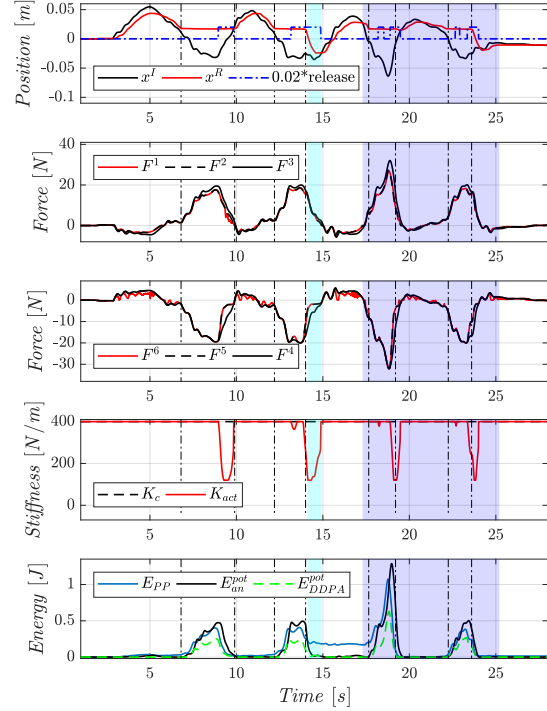 Position [m]
0.05
0
-0.05
-0.1
x^I x^R 0.02*release
5 10 15 20 25
Force [N]
40
20
0
F^1 F^2 F^3
5 10 15 20 25
Force [N]
0
-10
-20
-30
F^6 F^5 F^4
5 10 15 20 25
Stiffness [N/m]
400
200
0
K_c K_act
5 10 15 20 25
Energy [J]
1
0.5
0
E_PP E_an^pot E_DDPA^pot
5 10 15 20 25
Time [s]